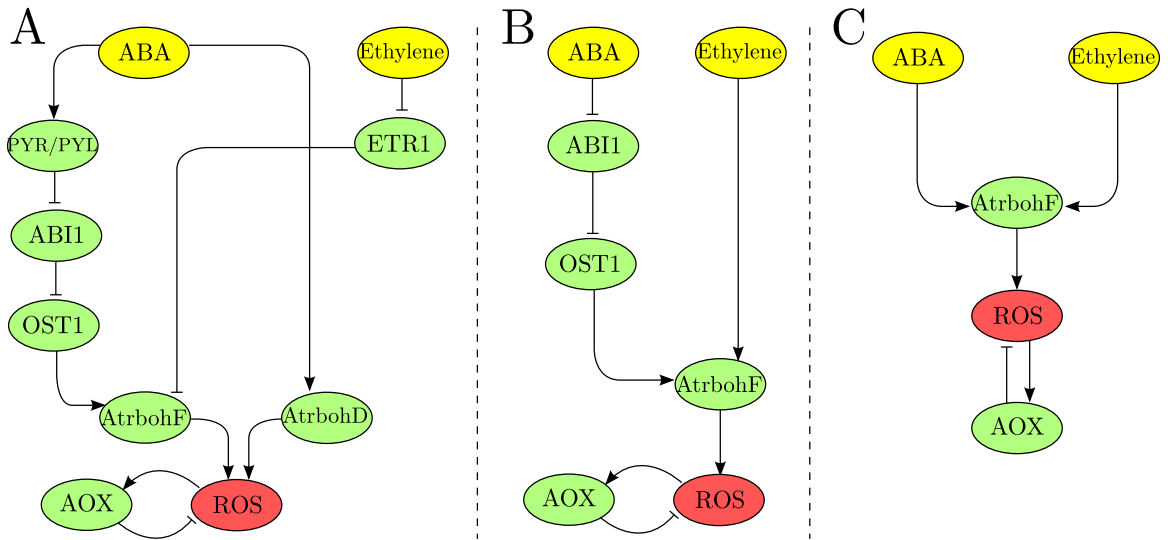 A
ABA
Ethylene
PYR/PYL
ETR1
ABI1
OST1
AtrbohF
AtrbohD
AOX
ROS
B
ABA
Ethylene
ABI1
OST1
AtrbohF
AOX
ROS
C
ABA
Ethylene
AtrbohF
ROS
AOX